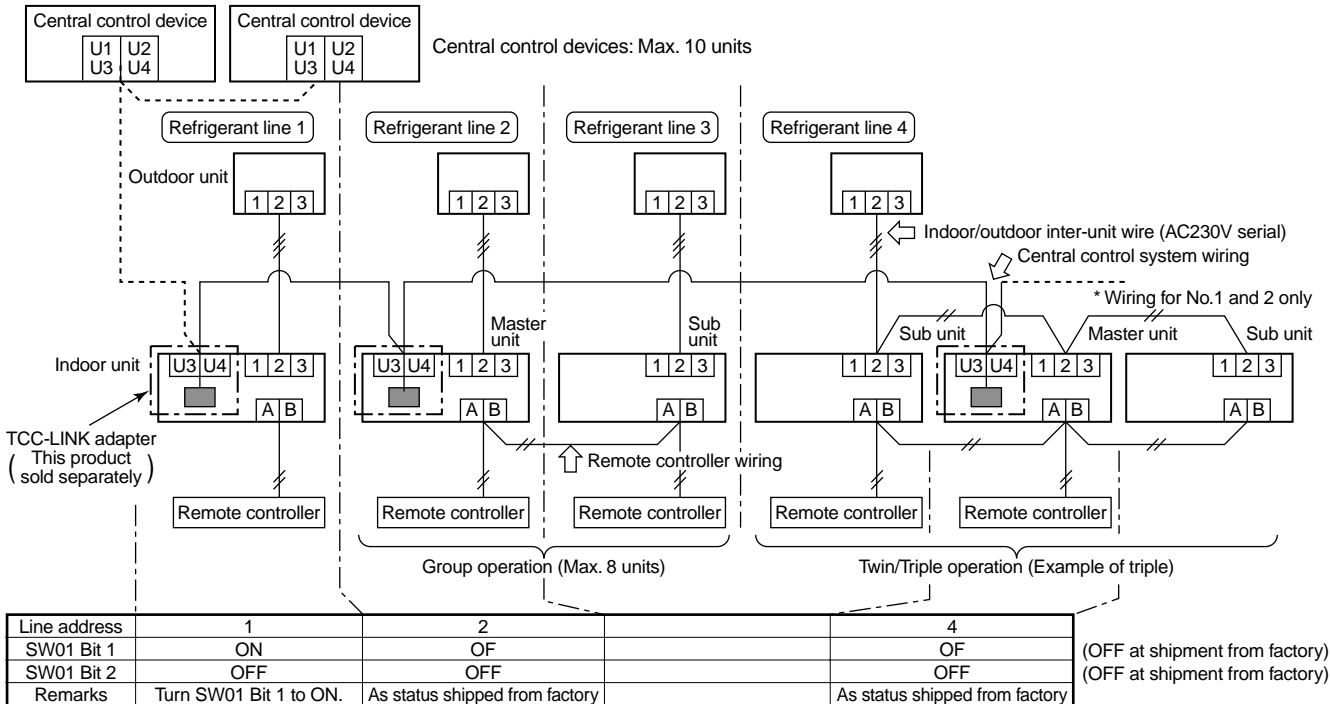 Central control device
Central control device
U1 U2
U3 U4
U1 U2
U3 U4
Central control devices: Max. 10 units
Refrigerant line 1
Refrigerant line 2
Refrigerant line 3
Refrigerant line 4
Outdoor unit
1 2 3
1 2 3
1 2 3
1 2 3
Indoor/outdoor inter-unit wire (AC230V serial)
Central control system wiring
* Wiring for No.1 and 2 only
Master
unit
Sub
unit
Sub unit
Master unit
Sub unit
Indoor unit
U3 U4 1 2 3
U3 U4 1 2 3
1 2 3
1 2 3
U3 U4 1 2 3
1 2 3
A B
A B
A B
A B
A B
A B
TCC-LINK adapter
( This product
sold separately )
Remote controller wiring
Remote controller
Remote controller
Remote controller
Remote controller
Remote controller
Group operation (Max. 8 units)
Twin/Triple operation (Example of triple)
Line address 1 2 4
SW01 Bit 1 ON OF OF (OFF at shipment from factory)
SW01 Bit 2 OFF OFF OFF (OFF at shipment from factory)
Remarks Turn SW01 Bit 1 to ON. As status shipped from factory As status shipped from factory